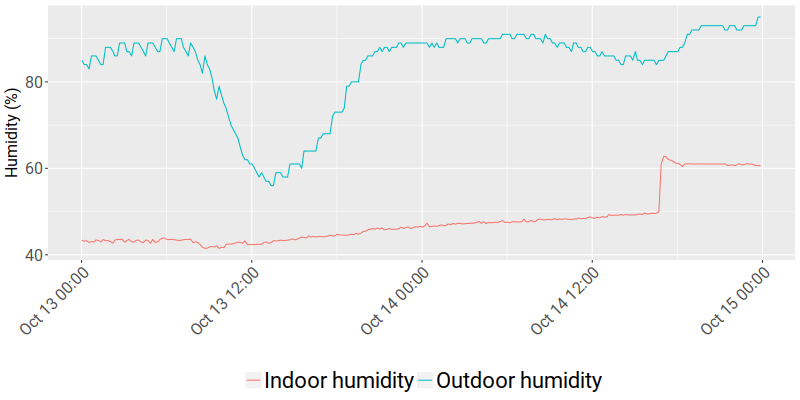 Humidity (%)
80
60
40
Oct 13 00:00
Oct 13 12:00
Oct 14 00:00
Oct 14 12:00
Oct 15 00:00
Indoor humidity Outdoor humidity